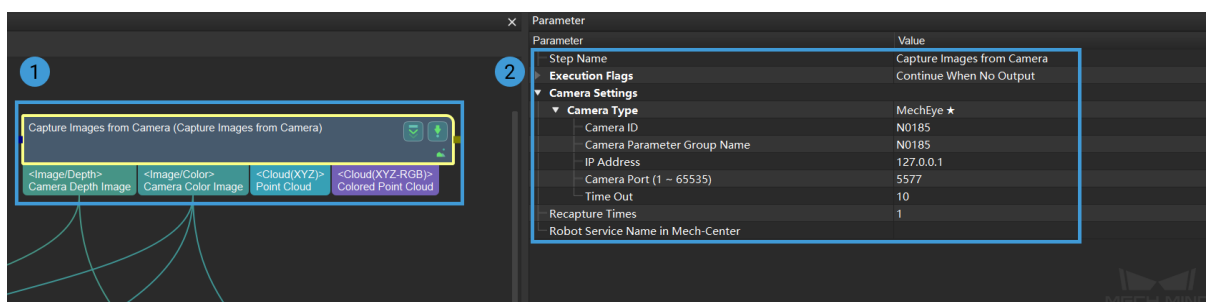 Parameter
Parameter Value
1
2
Step Name Capture Images from Camera
Execution Flags Continue When No Output
Camera Settings
Camera Type MechEye ★
Camera ID N0185
Camera Parameter Group Name N0185
IP Address 127.0.0.1
Camera Port (1 ~ 65535) 5577
Time Out 10
Recapture Times 1
Robot Service Name in Mech-Center
Capture Images from Camera (Capture Images from Camera)
<Image/Depth> <Image/Color> <Cloud(XYZ)> <Cloud(XYZ-RGB)>
Camera Depth Image Camera Color Image Point Cloud Colored Point Cloud